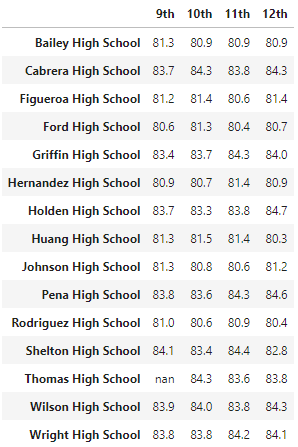 9th 10th 11th 12th
Bailey High School 81.3 80.9 80.9 80.9
Cabrera High School 83.7 84.3 83.8 84.3
Figueroa High School 81.2 81.4 80.6 81.4
Ford High School 80.6 81.3 80.4 80.7
Griffin High School 83.4 83.7 84.3 84.0
Hernandez High School 80.9 80.7 81.4 80.9
Holden High School 83.7 83.3 83.8 84.7
Huang High School 81.3 81.5 81.4 80.3
Johnson High School 81.3 80.8 80.6 81.2
Pena High School 83.8 83.6 84.3 84.6
Rodriguez High School 81.0 80.6 80.9 80.4
Shelton High School 84.1 83.4 84.4 82.8
Thomas High School nan 84.3 83.6 83.8
Wilson High School 83.9 84.0 83.8 84.3
Wright High School 83.8 83.8 84.2 84.1